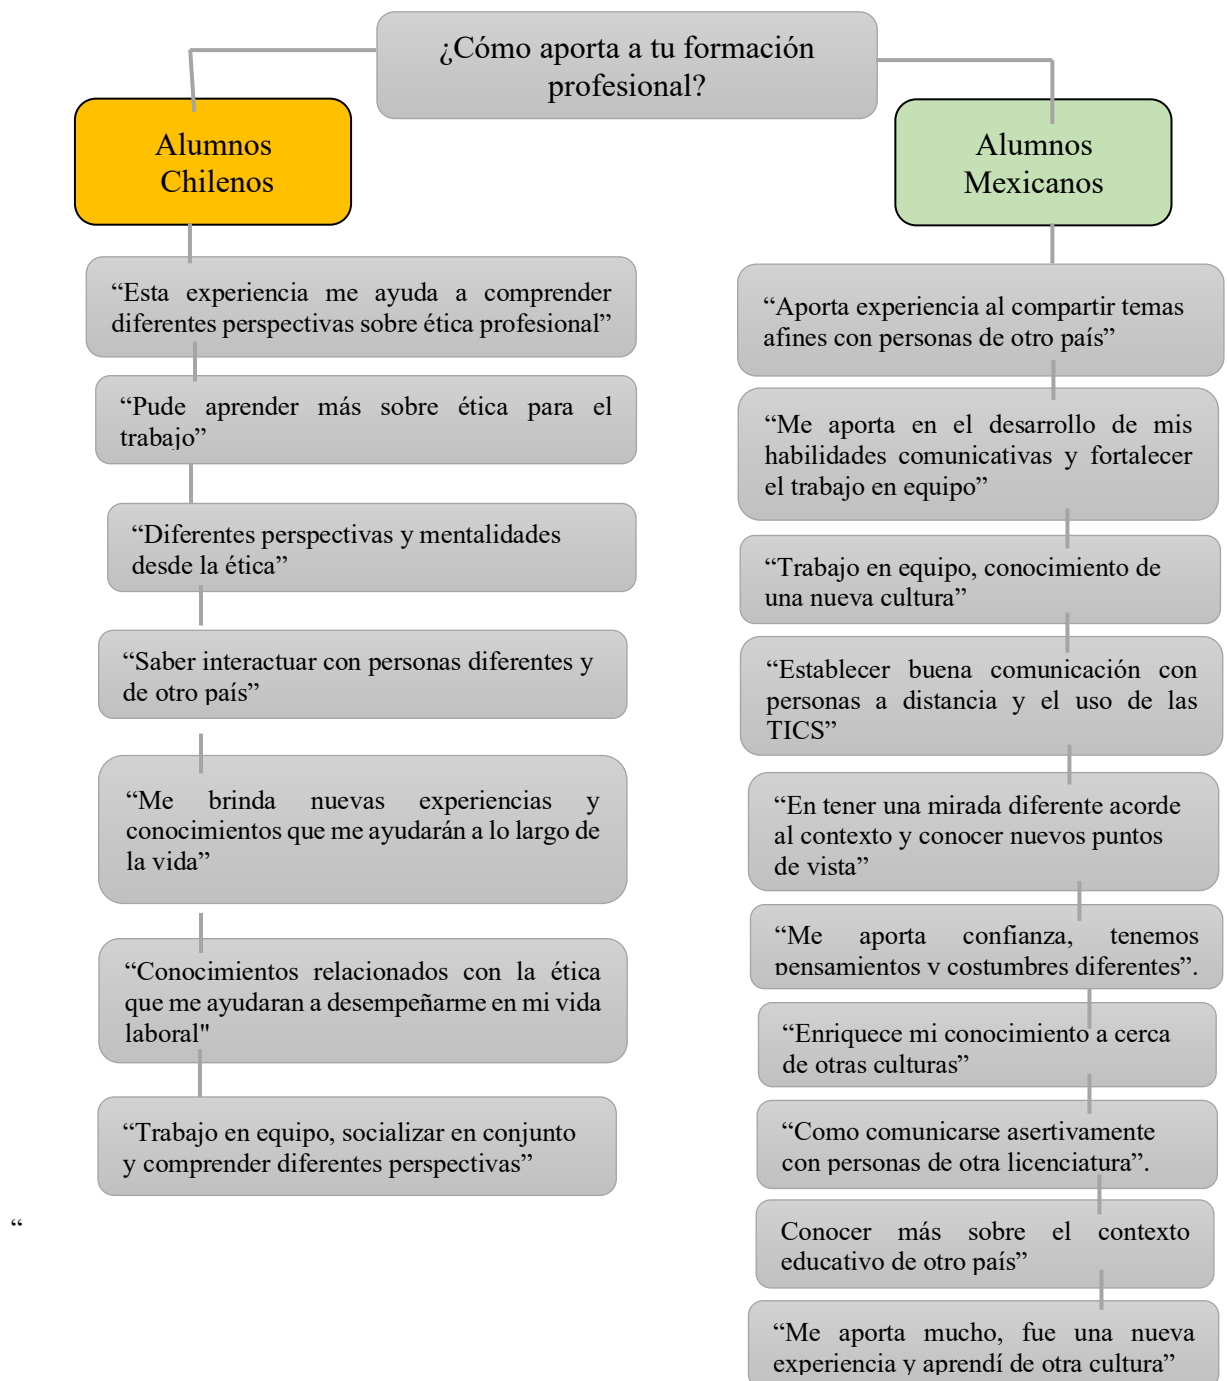 ¿Cómo aporta a tu formación
profesional?
Alumnos
Chilenos
“Esta experiencia me ayuda a comprender
diferentes perspectivas sobre ética profesional”
“Pude aprender más sobre ética para el
trabajo”
“Diferentes perspectivas y mentalidades
desde la ética”
“Saber interactuar con personas diferentes y
de otro país”
“Me brinda nuevas experiencias y
conocimientos que me ayudarán a lo largo de
la vida”
“Conocimientos relacionados con la ética
que me ayudaran a desempeñarme en mi vida
laboral"
“Trabajo en equipo, socializar en conjunto
y comprender diferentes perspectivas”
“
Alumnos
Mexicanos
“Aporta experiencia al compartir temas
afines con personas de otro país”
“Me aporta en el desarrollo de mis
habilidades comunicativas y fortalecer
el trabajo en equipo”
“Trabajo en equipo, conocimiento de
una nueva cultura”
“Establecer buena comunicación con
personas a distancia y el uso de las
TICS”
“En tener una mirada diferente acorde
al contexto y conocer nuevos puntos
de vista”
“Me aporta confianza, tenemos
pensamientos y costumbres diferentes”.
“Enriquece mi conocimiento a cerca
de otras culturas”
“Como comunicarse asertivamente
con personas de otra licenciatura”.
Conocer más sobre el contexto
educativo de otro país”
“Me aporta mucho, fue una nueva
experiencia y aprendí de otra cultura”